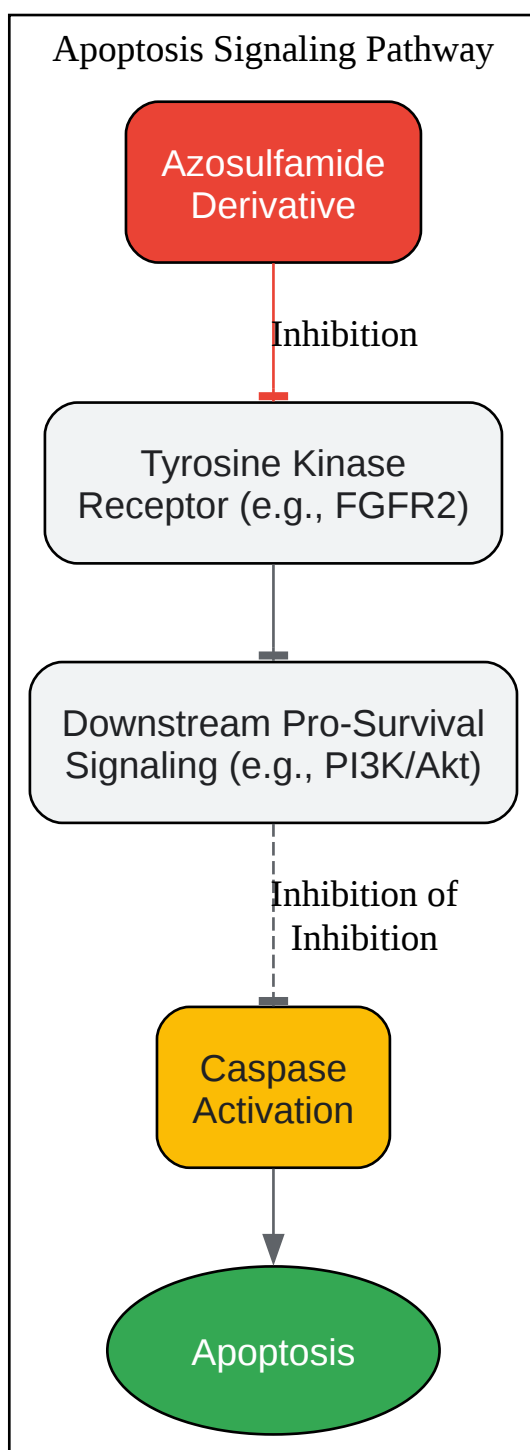 Apoptosis Signaling Pathway
Azosulfamide
Derivative
Inhibition
Tyrosine Kinase
Receptor (e.g., FGFR2)
Downstream Pro-Survival
Signaling (e.g., PI3K/Akt)
Inhibition of
Inhibition
Caspase
Activation
Apoptosis